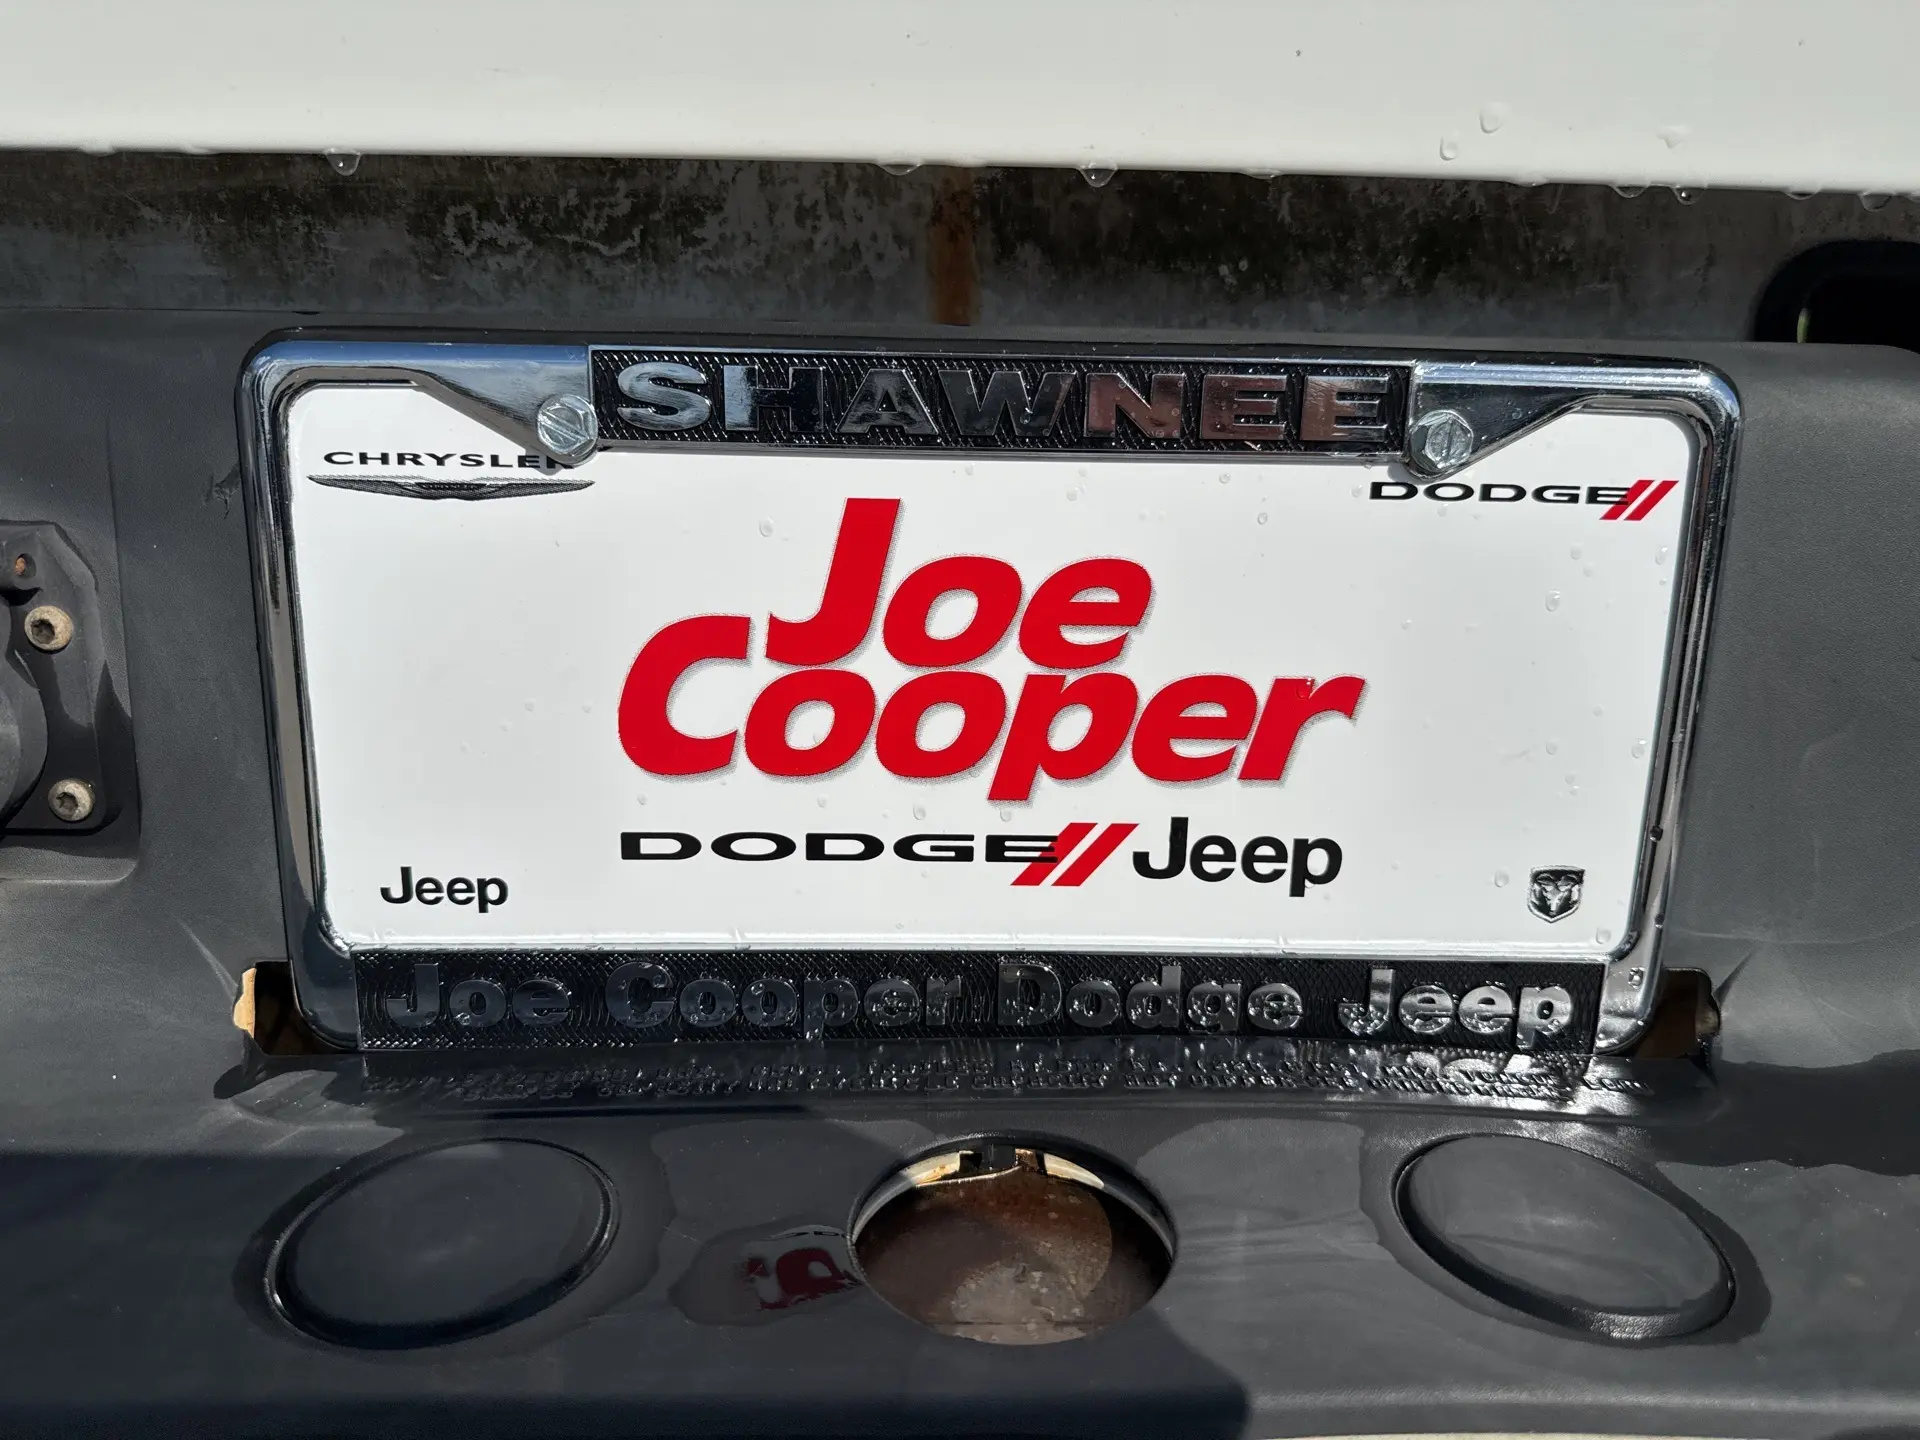 SHAWNEE
CHRYSLER
DODGE
Joe
Cooper
DODGE Jeep
Jeep
Joe Cooper Dodge Jeep